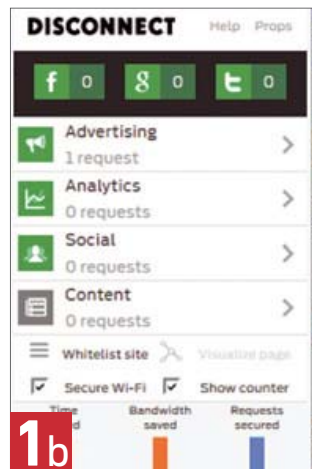 DISCONNECT Help Props
f 0 g 0 t 0
Advertising
1 request
Analytics
0 requests
Social
0 requests
Content
0 requests
Whitelist site Visualize page
Secure Wi-Fi Show counter
Time Bandwidth Requests
saved secured
1b